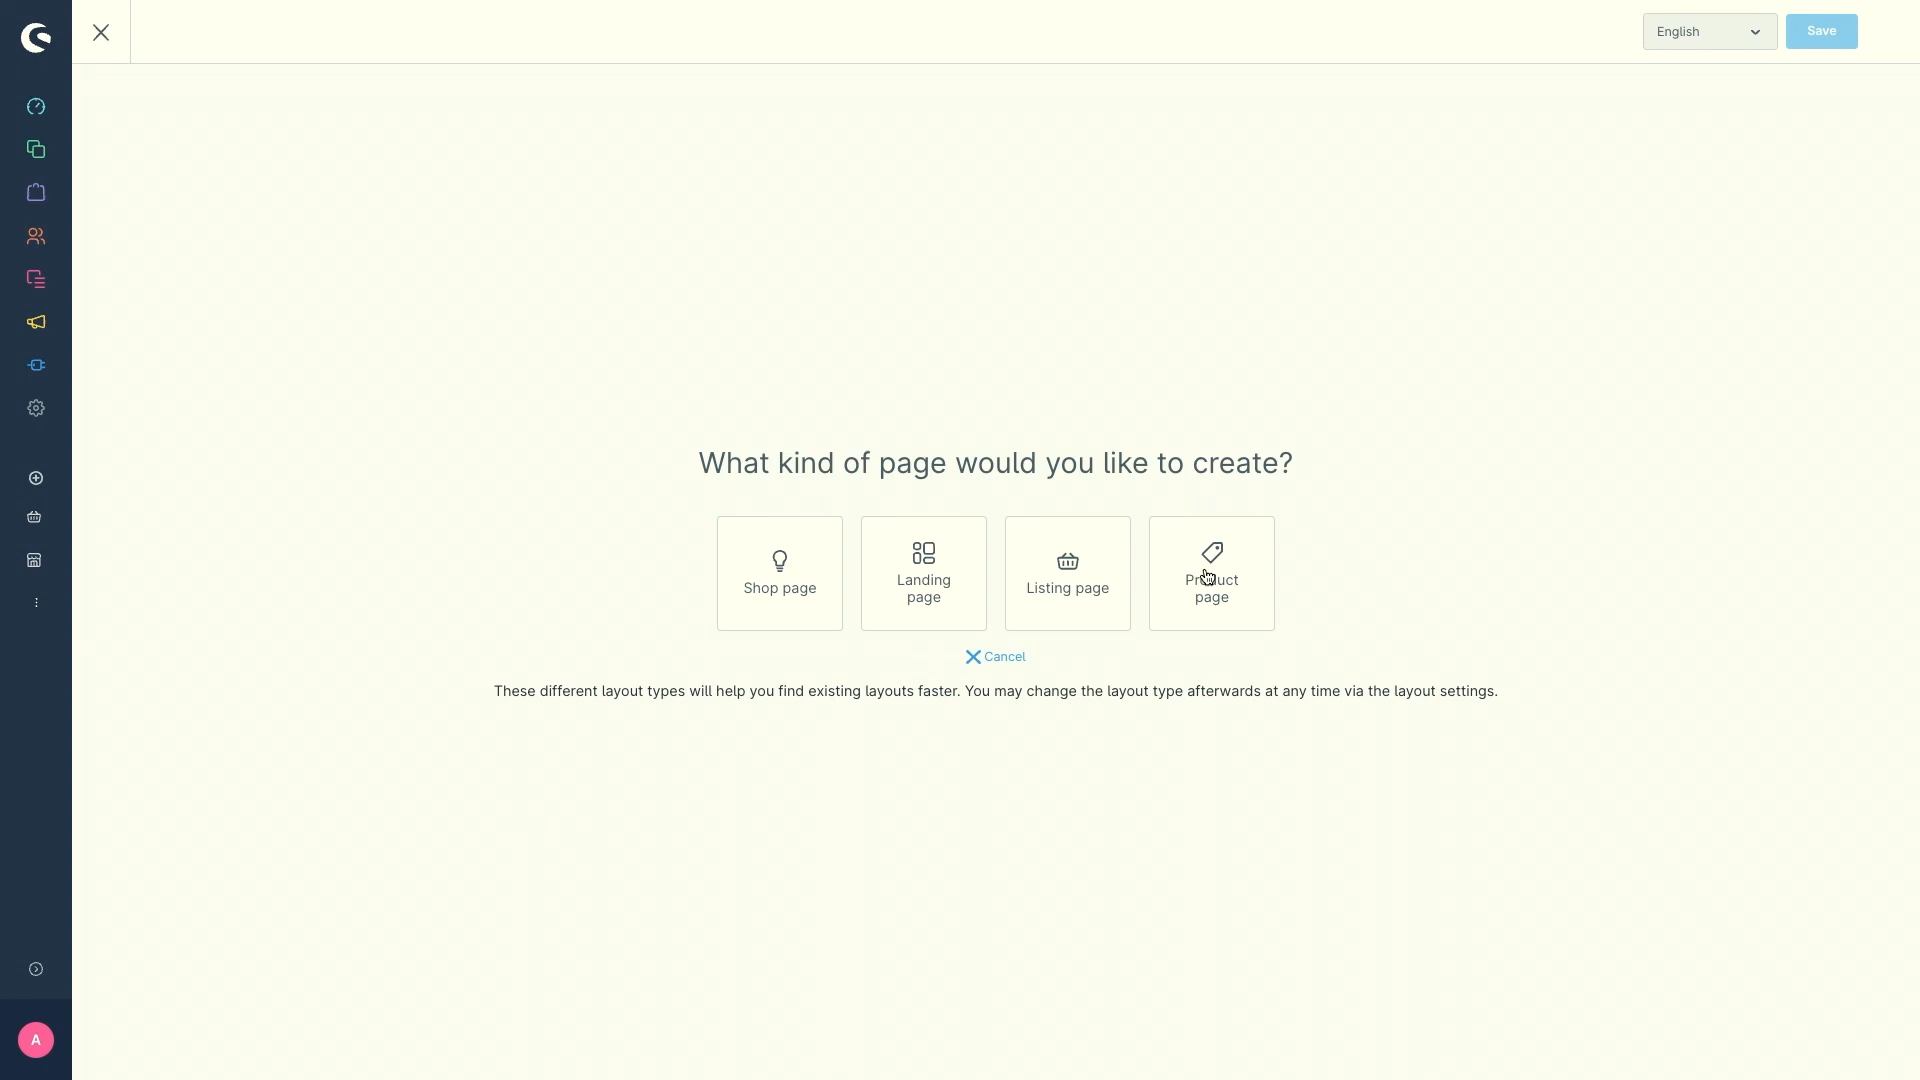 English
Save
What kind of page would you like to create?
Shop page
Landing
page
Listing page
Product
page
Cancel
These different layout types will help you find existing layouts faster. You may change the layout type afterwards at any time via the layout settings.
A